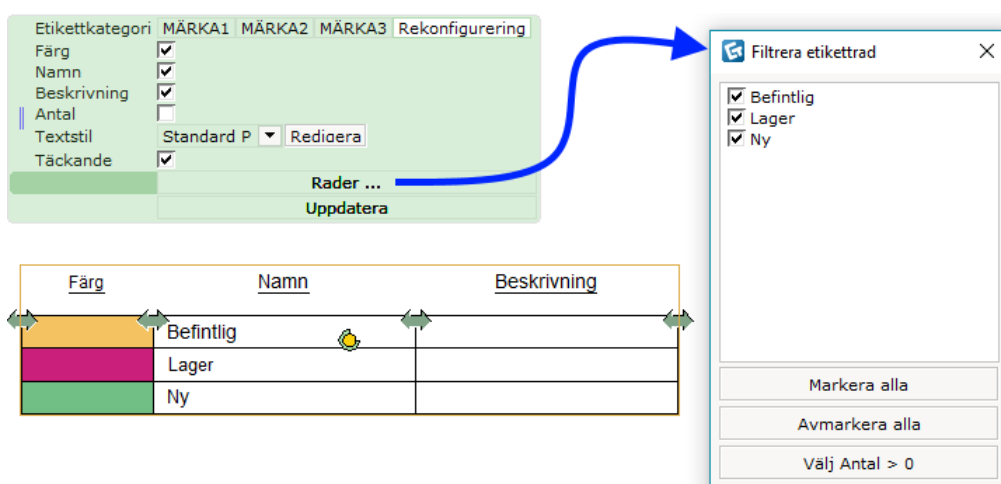 Etikettkategori MÄRKA1 MÄRKA2 MÄRKA3 Rekonfigurering
Färg
Namn
Beskrivning
Antal
Textstil Standard P Redigera
Täckande
Rader ...
Uppdatera
Filtrera etikettrad
Befintlig
Lager
Ny
Markera alla
Avmarkera alla
Välj Antal > 0
Färg Namn Beskrivning
Befintlig
Lager
Ny